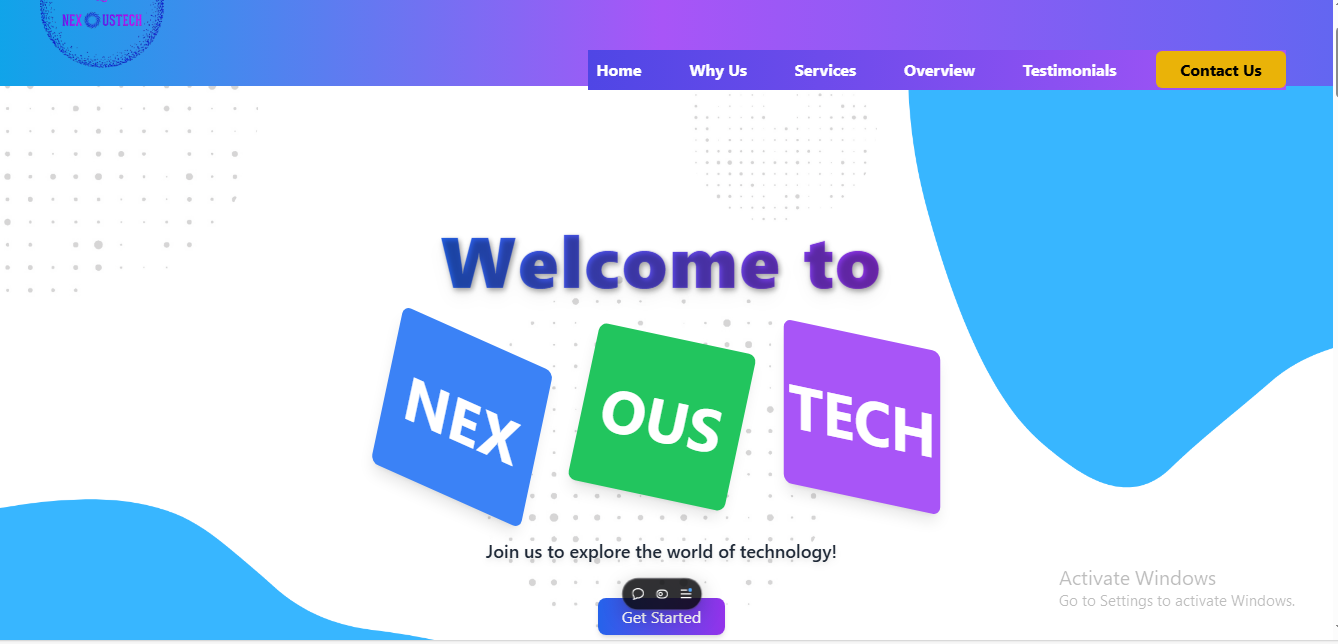 NEX USTECH
Home Why Us Services Overview Testimonials Contact Us
Welcome to
NEX OUS TECH
Join us to explore the world of technology!
Get Started
Activate Windows
Go to Settings to activate Windows.